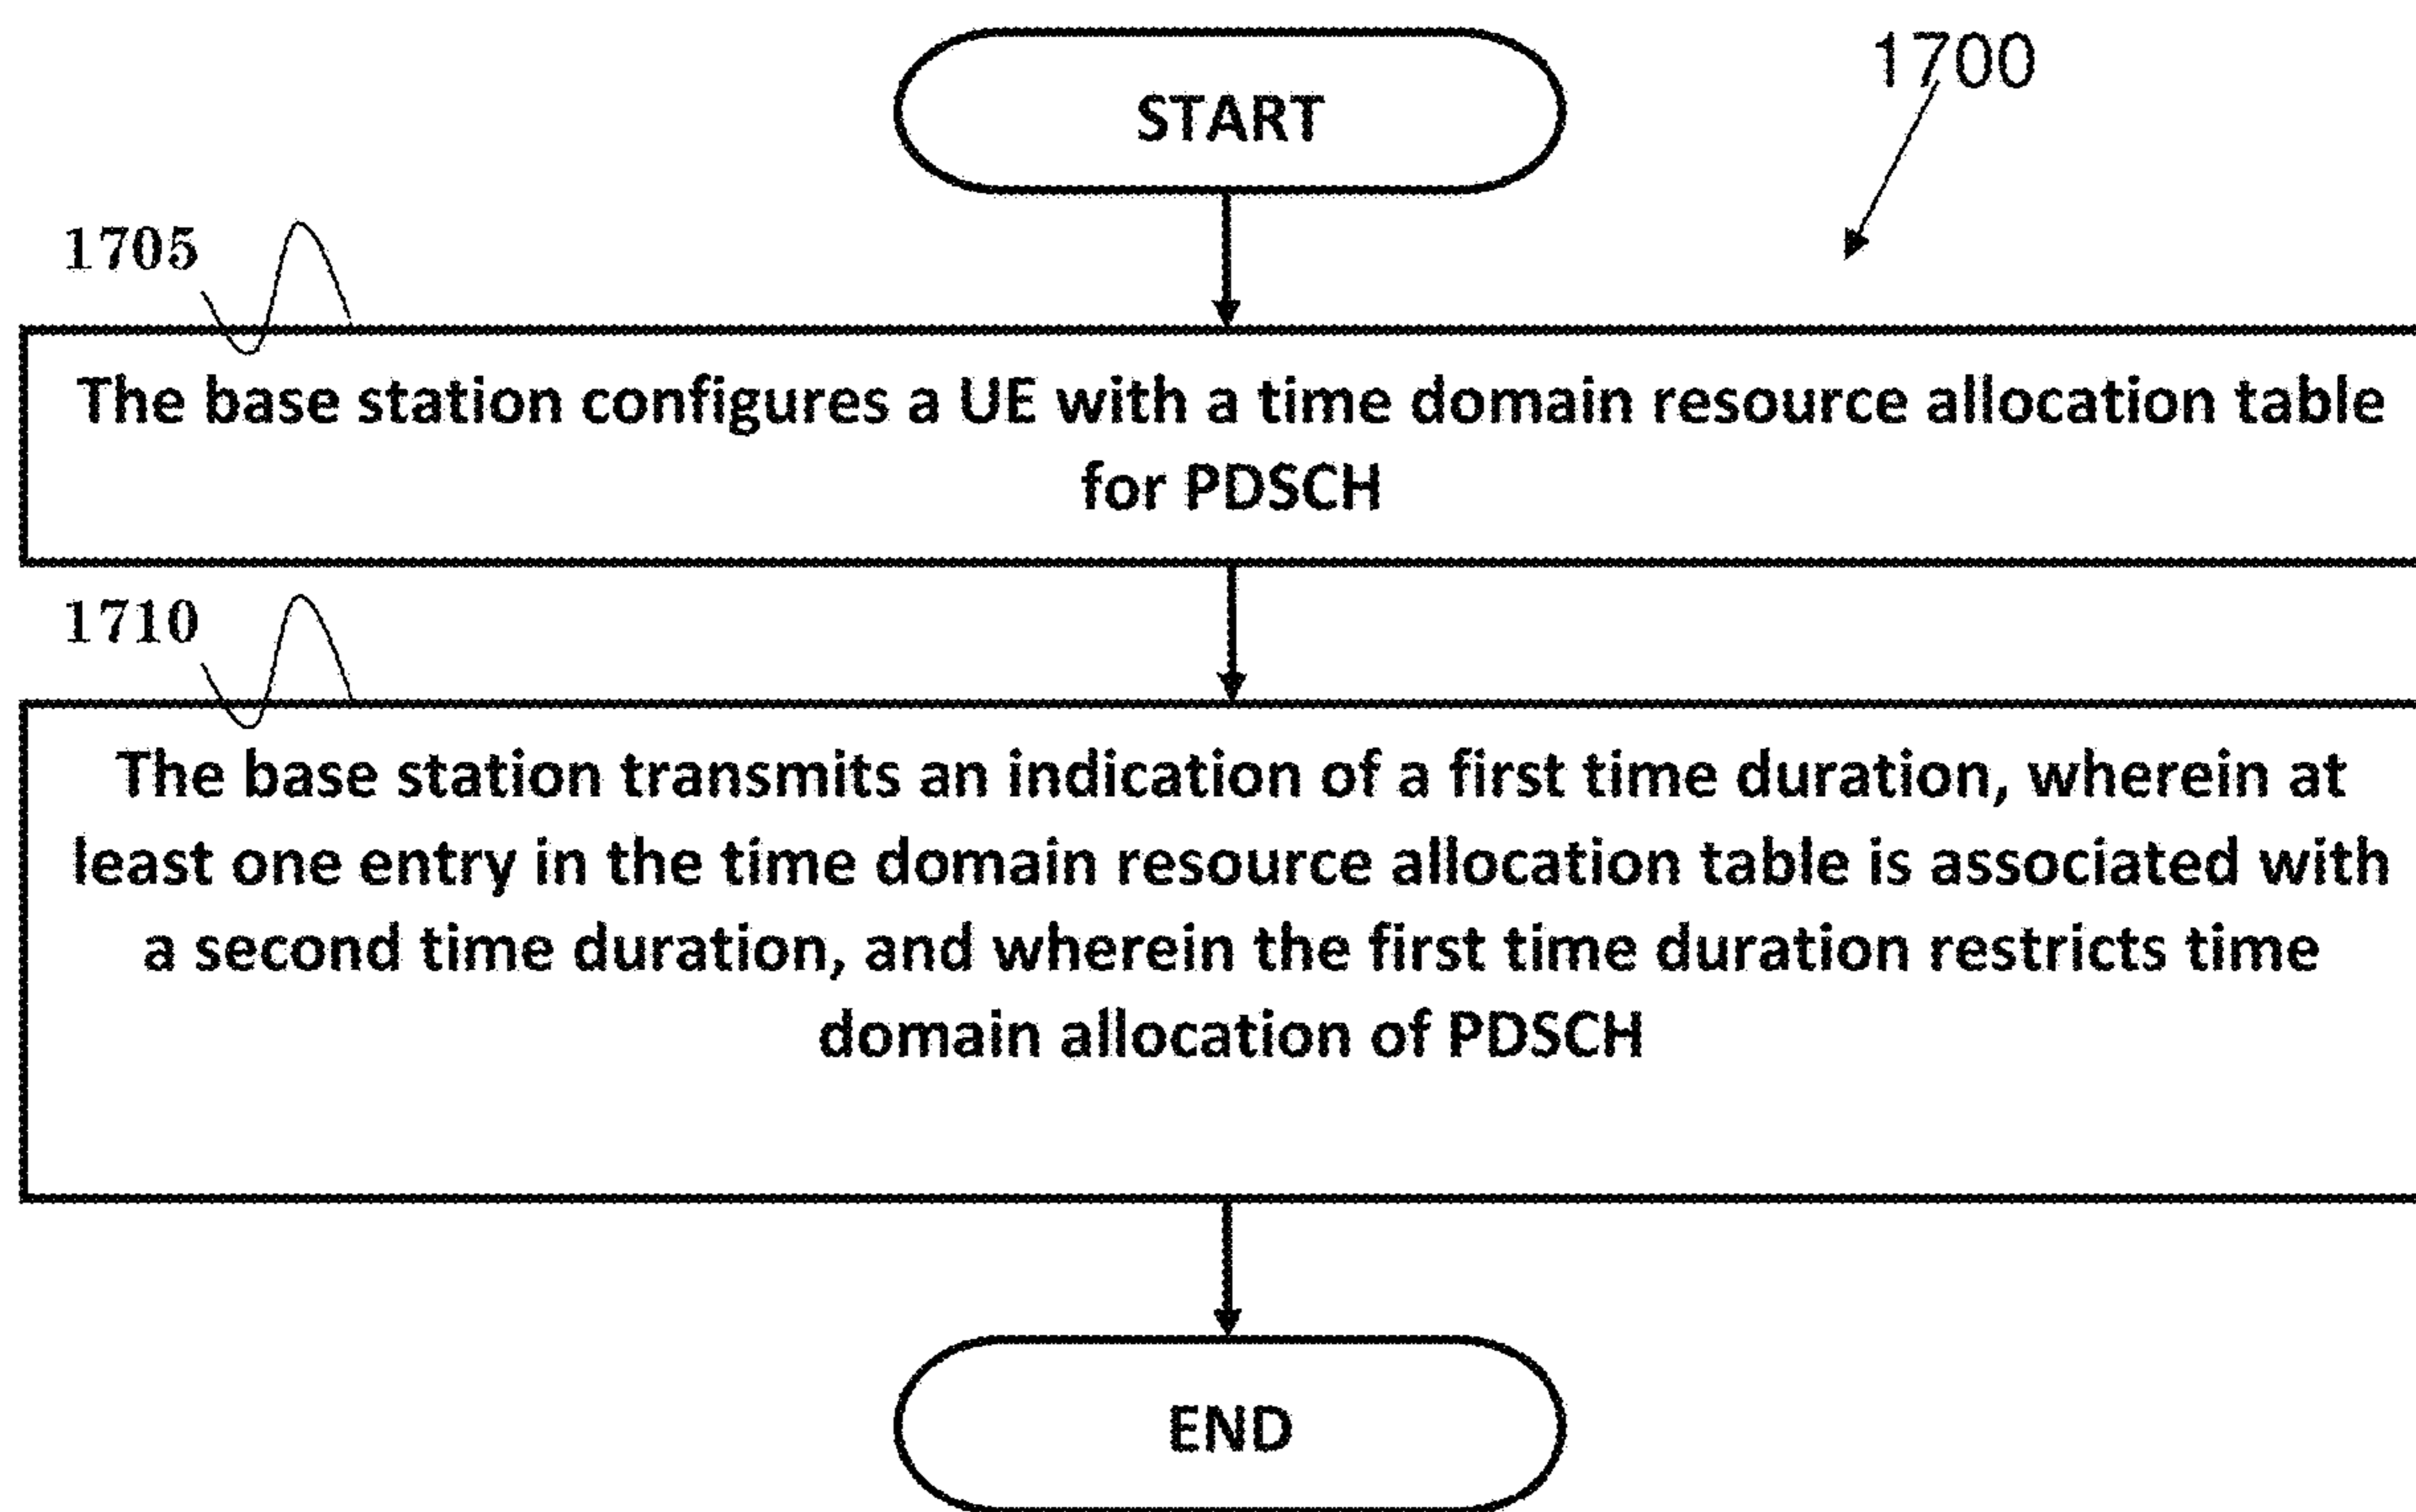 START
1700
1705
The base station configures a UE with a time domain resource allocation table
for PDSCH
1710
The base station transmits an indication of a first time duration, wherein at
least one entry in the time domain resource allocation table is associated with
a second time duration, and wherein the first time duration restricts time
domain allocation of PDSCH
END